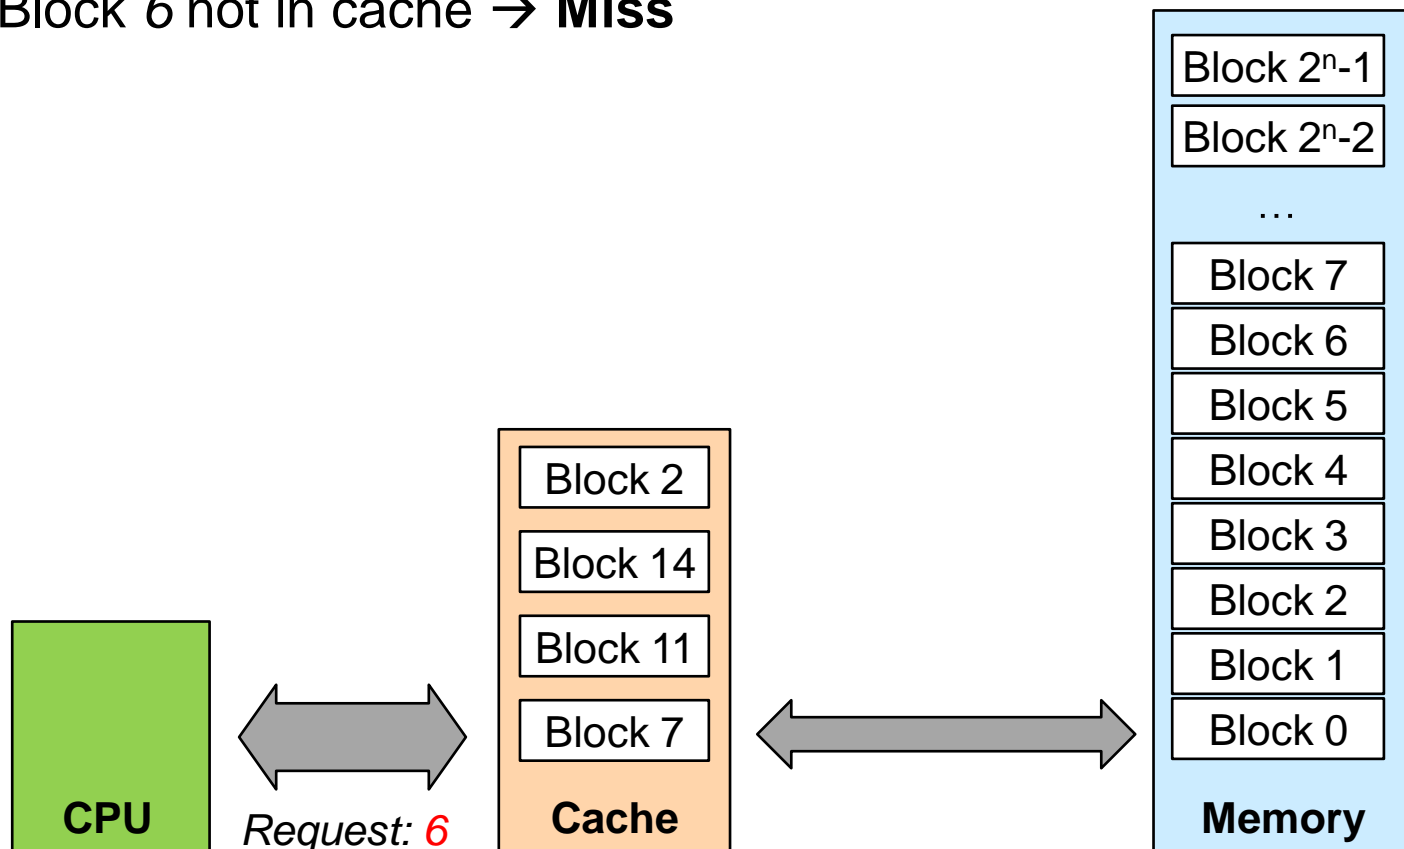 Block 6 not in cache → Miss
Block 2ⁿ-1
Block 2ⁿ-2
…
Block 7
Block 6
Block 5
Block 4
Block 3
Block 2
Block 1
Block 0
Memory
Block 2
Block 14
Block 11
Block 7
Cache
CPU
Request: 6